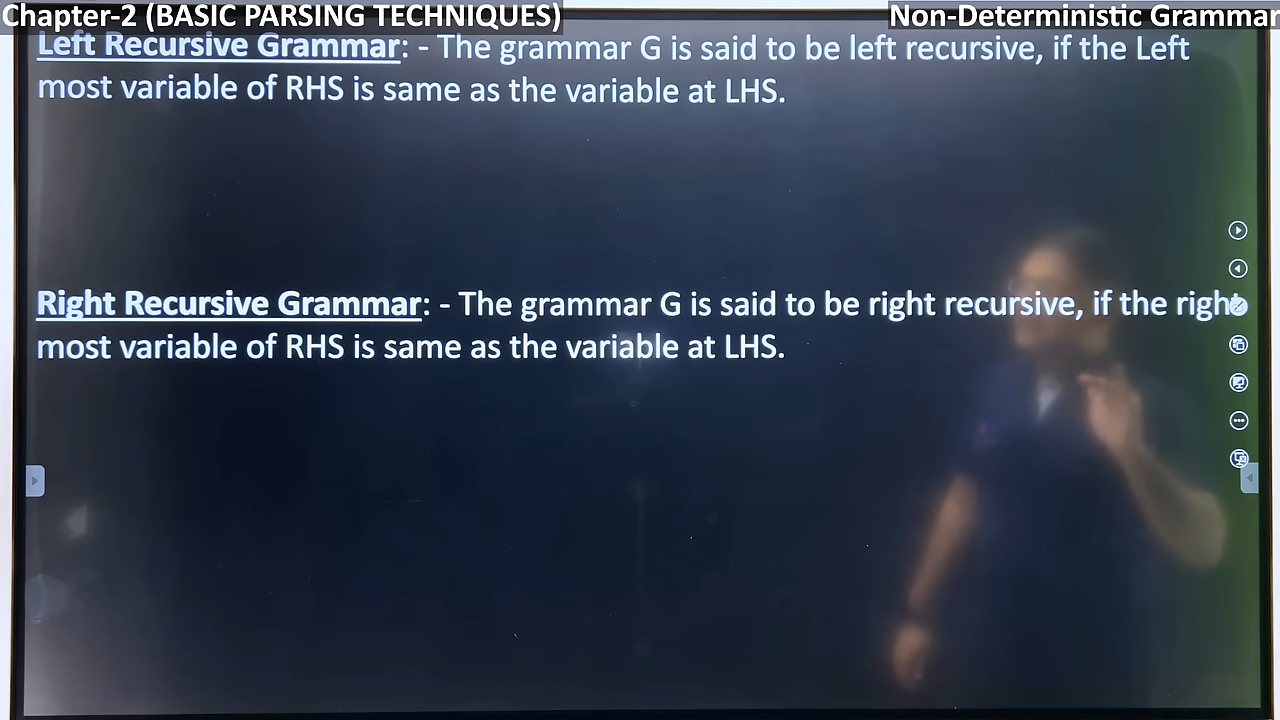 Chapter-2 (BASIC PARSING TECHNIQUES)
Non-Deterministic Grammar
Left Recursive Grammar: - The grammar G is said to be left recursive, if the Left
most variable of RHS is same as the variable at LHS.
Right Recursive Grammar: - The grammar G is said to be right recursive, if the right
most variable of RHS is same as the variable at LHS.